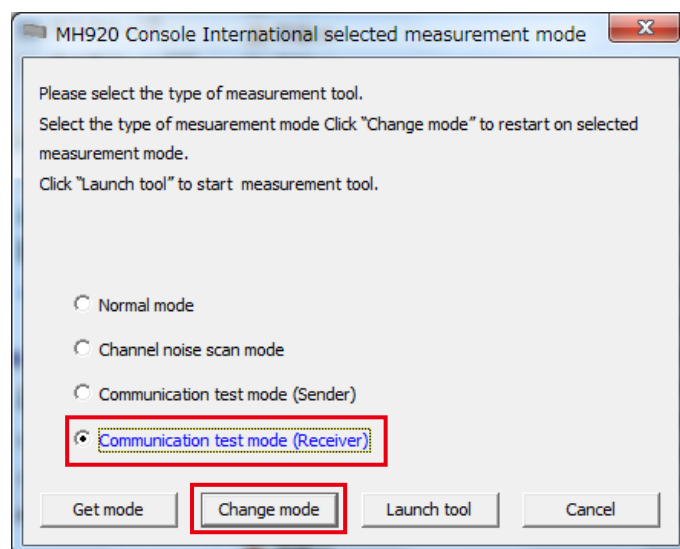 MH920 Console International selected measurement mode
Please select the type of measurement tool.
Select the type of mesuarement mode Click "Change mode" to restart on selected
measurement mode.
Click "Launch tool" to start measurement tool.
Normal mode
Channel noise scan mode
Communication test mode (Sender)
Communication test mode (Receiver)
Get mode Change mode Launch tool Cancel